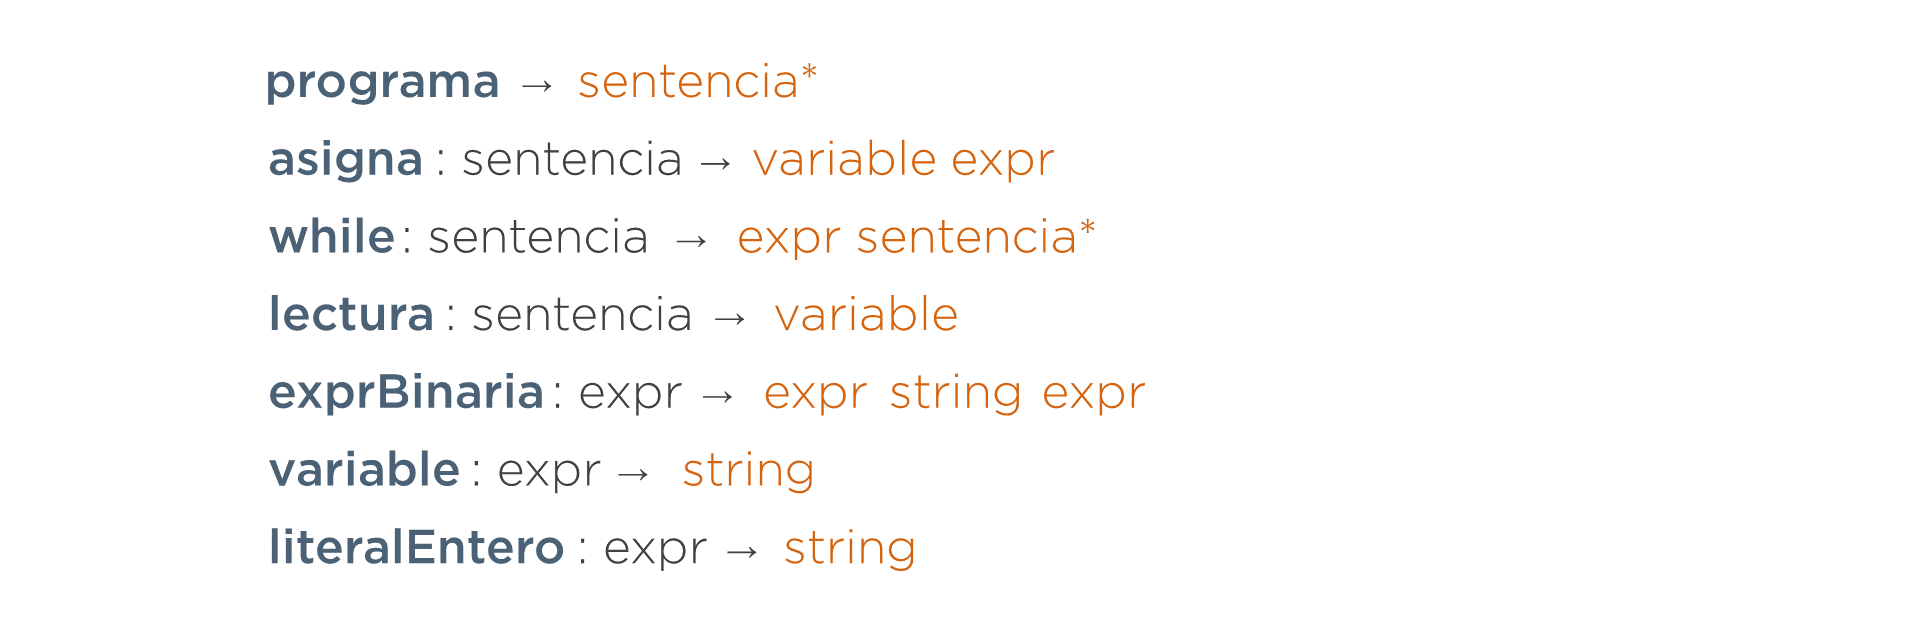 programa → sentencia*
asigna : sentencia → variable expr
while : sentencia → expr sentencia*
lectura : sentencia → variable
exprBinaria : expr → expr string expr
variable : expr → string
literalEntero : expr → string